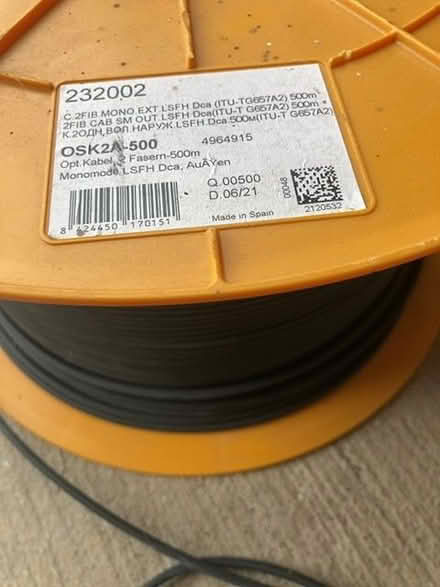 232002
C.2FIB.MONO.EXT.LSFH Dca (ITU-TG657A2) 500m
2FIB CAB SM OUT.LSFH Dca(ITU-T G657A2) 500m *
К.2ОДН,ВОЛ.НАРУЖ.LSFH.Dca 500м(ITU-T G657A2)
OSK2A-500 4964915
Opt.Kabel, 2 Fasern-500m
Monomode,LSFH Dca, AuÃŸen
Q.00500
D.06/21
00048
8 424450 170151
Made in Spain
2120532